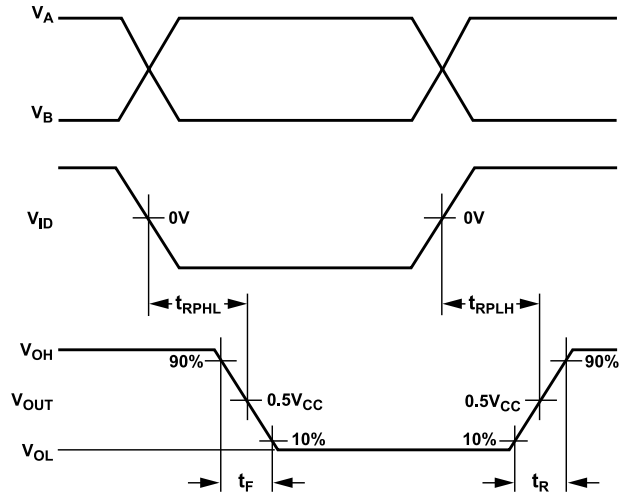 VA
VB
VID
0V
0V
tRPHL
tRPLH
VOH
90%
90%
VOUT
0.5VCC
0.5VCC
10%
10%
VOL
tF
tR